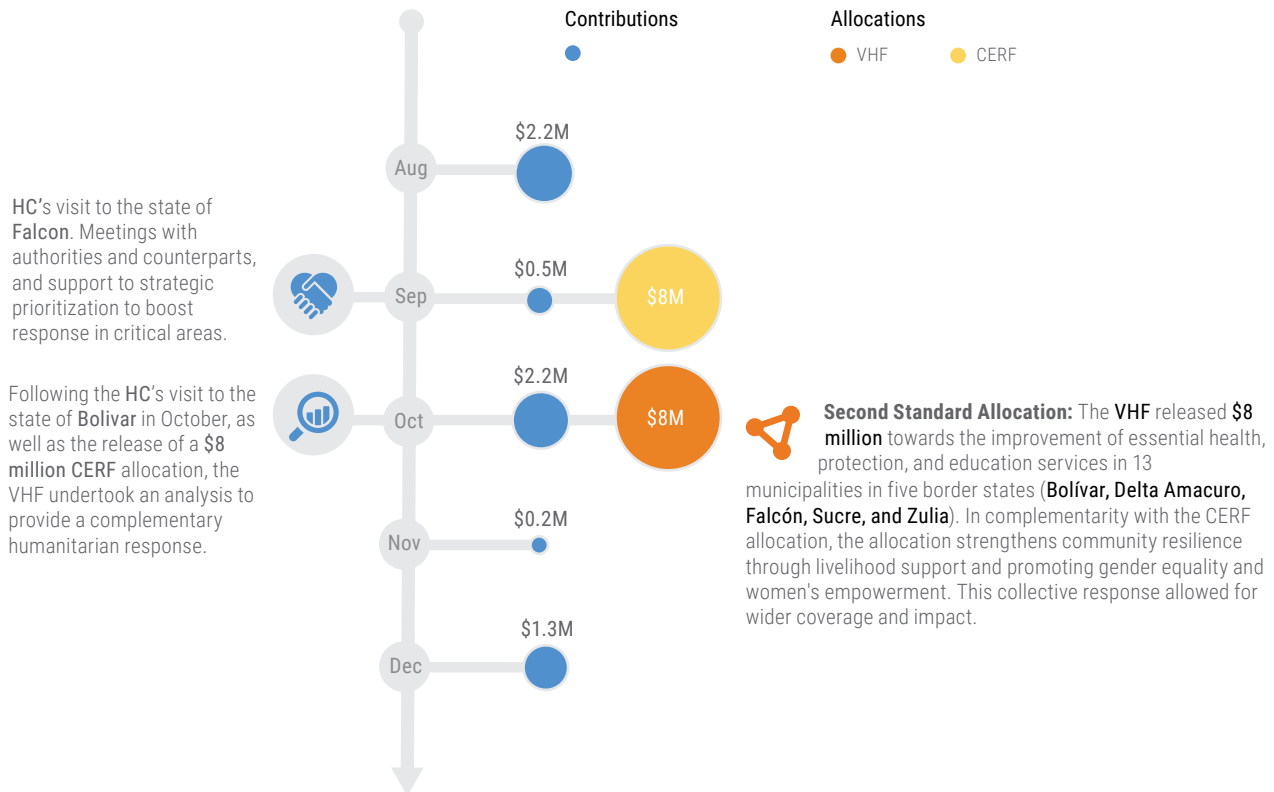 Contributions
Allocations
VHF
CERF
$2.2M
Aug
HC's visit to the state of
Falcon. Meetings with
authorities and counterparts,
and support to strategic
prioritization to boost
response in critical areas.
$0.5M
Sep
$8M
Following the HC's visit to the
state of Bolivar in October, as
well as the release of a $8
million CERF allocation, the
VHF undertook an analysis to
provide a complementary
humanitarian response.
$2.2M
Oct
$8M
Second Standard Allocation: The VHF released $8
million towards the improvement of essential health,
protection, and education services in 13
municipalities in five border states (Bolívar, Delta Amacuro,
Falcón, Sucre, and Zulia). In complementarity with the CERF
allocation, the allocation strengthens community resilience
through livelihood support and promoting gender equality and
women's empowerment. This collective response allowed for
wider coverage and impact.
$0.2M
Nov
$1.3M
Dec